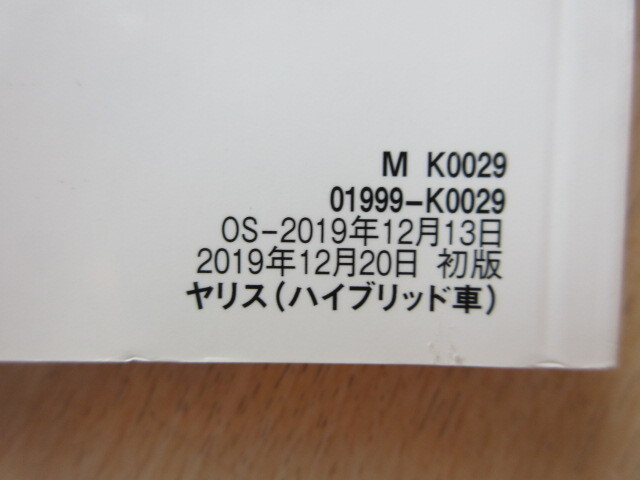 M K0029
01999-K0029
OS-2019年12月13日
2019年12月20日 初版
ヤリス(ハイブリッド車)